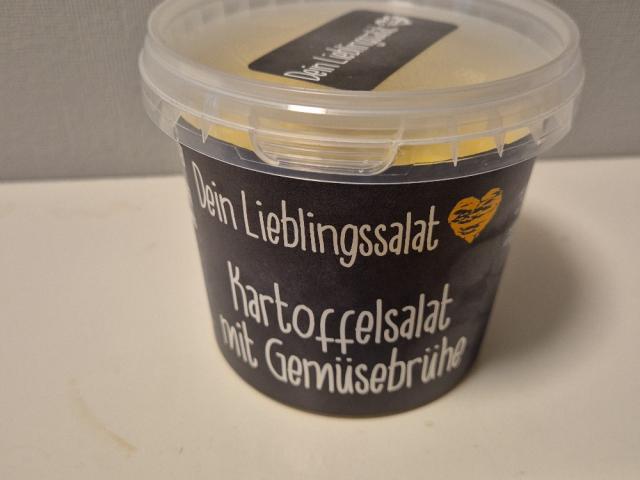 Dein Lieblingssalat
Dein Lieblingssalat
Kartoffelsalat
mit Gemüsebrühe